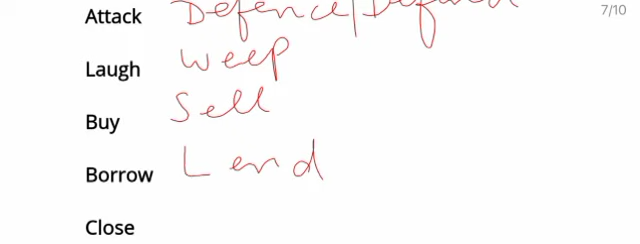 Attack Defence/Defend 7/10
Laugh Weep
Buy Sell
Borrow Lend
Close